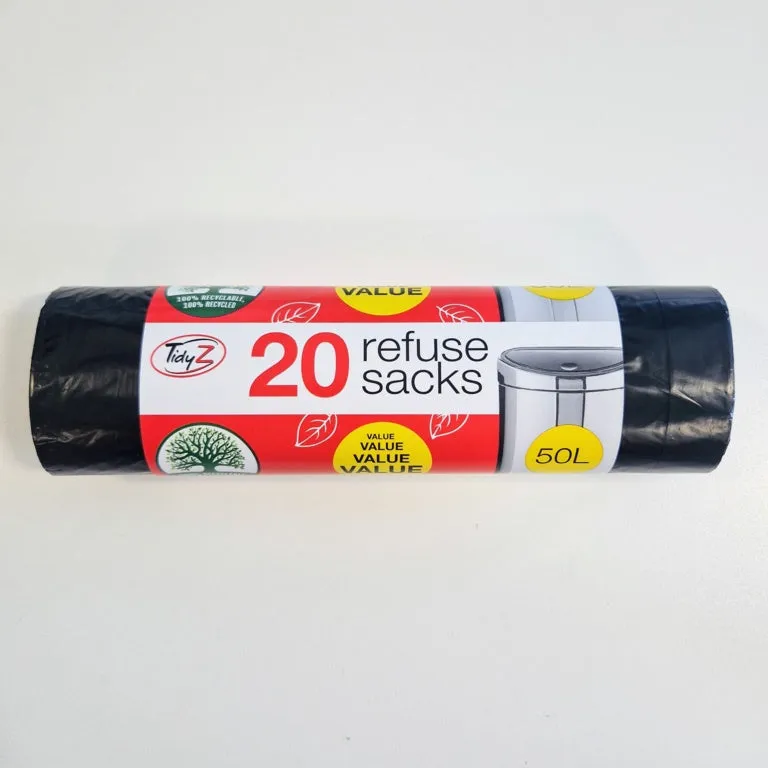 100% RECYCLABLE,
100% RECYCLED
VALUE
TidyZ
20 refuse
sacks
VALUE
VALUE
VALUE
VALUE
50L